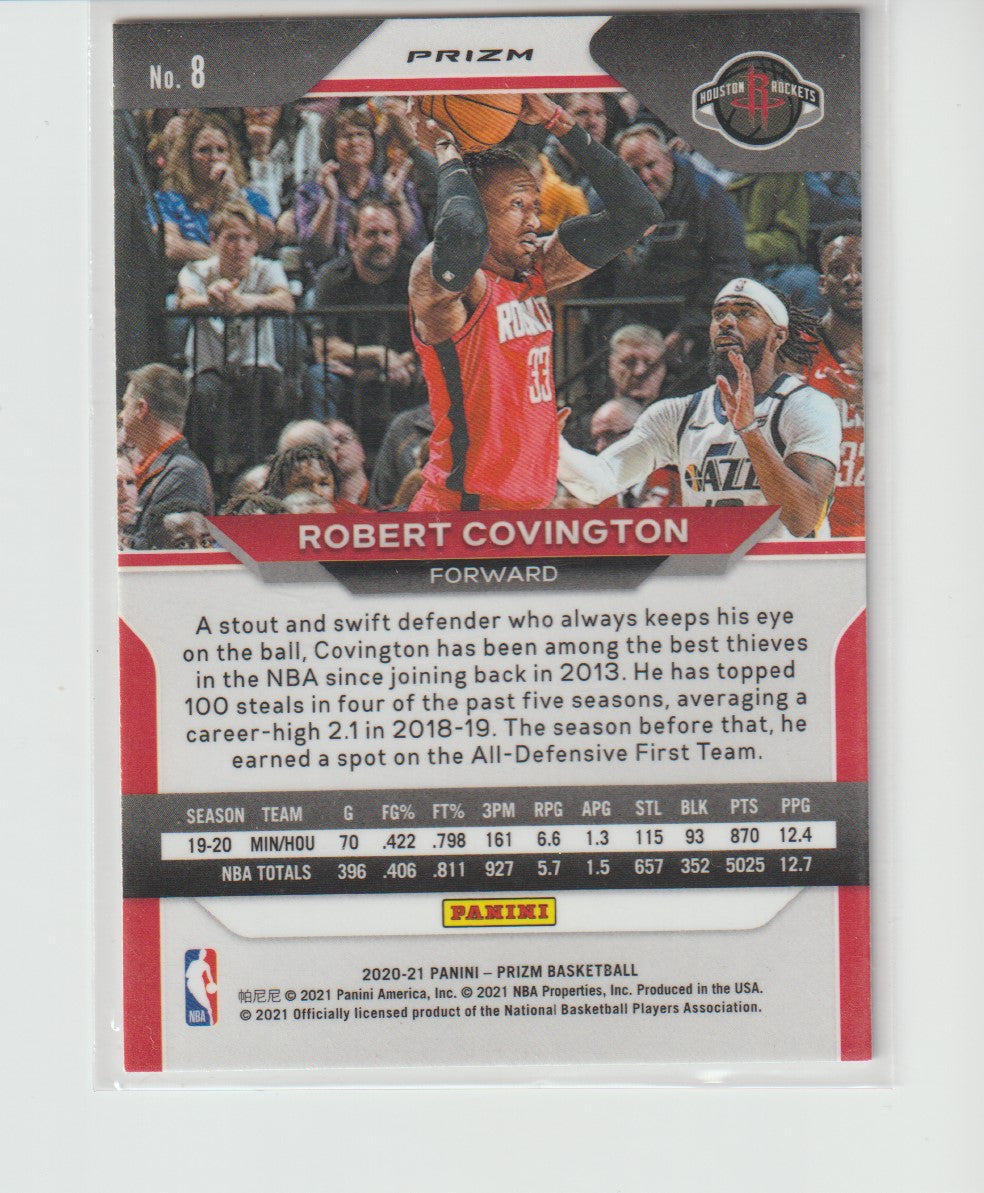 No. 8
PRIZM
HOUSTON ROCKETS
R
ROCKETS
33
JAZZ
32
ROBERT COVINGTON
FORWARD
A stout and swift defender who always keeps his eye
on the ball, Covington has been among the best thieves
in the NBA since joining back in 2013. He has topped
100 steals in four of the past five seasons, averaging a
career-high 2.1 in 2018-19. The season before that, he
earned a spot on the All-Defensive First Team.
SEASON TEAM G FG% FT% 3PM RPG APG STL BLK PTS PPG
19-20 MIN/HOU 70 .422 .798 161 6.6 1.3 115 93 870 12.4
NBA TOTALS 396 .406 .811 927 5.7 1.5 657 352 5025 12.7
PANINI
NBA
2020-21 PANINI – PRIZM BASKETBALL
帕尼尼 © 2021 Panini America, Inc. © 2021 NBA Properties, Inc. Produced in the USA.
© 2021 Officially licensed product of the National Basketball Players Association.